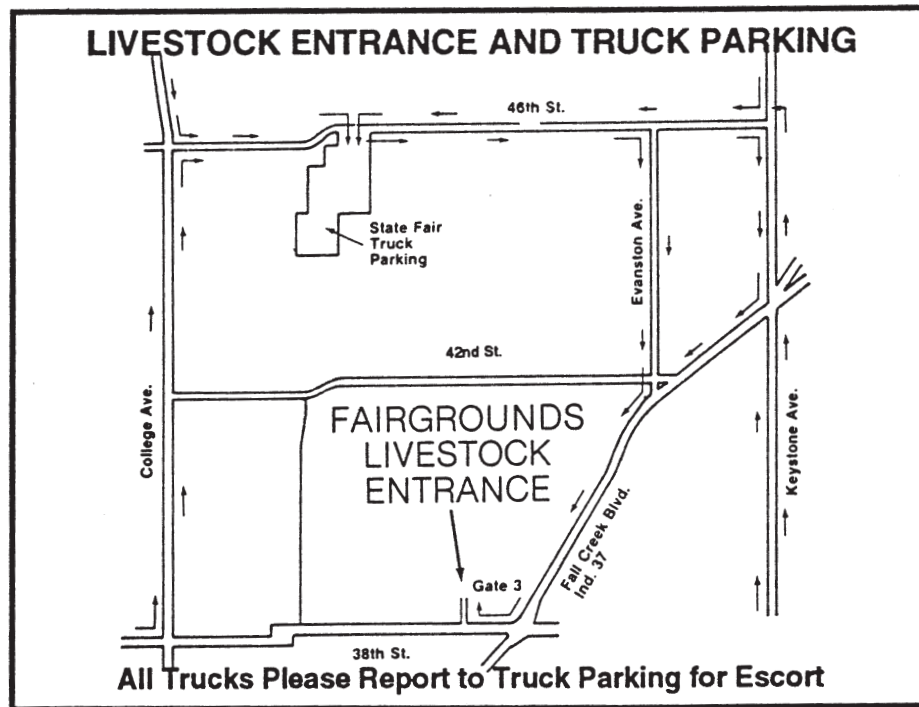 LIVESTOCK ENTRANCE AND TRUCK PARKING
46th St.
State Fair
Truck
Parking
Evanston Ave.
42nd St.
College Ave.
FAIRGROUNDS
LIVESTOCK
ENTRANCE
Keystone Ave.
Fall Creek Blvd.
Ind. 37
Gate 3
38th St.
All Trucks Please Report to Truck Parking for Escort